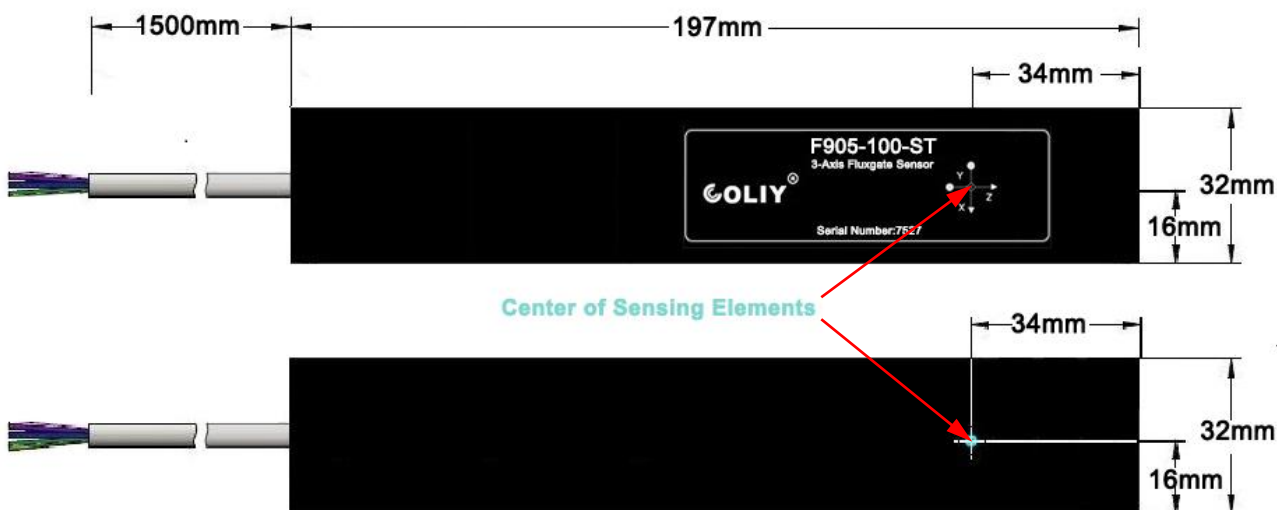 1500mm
197mm
34mm
F905-100-ST
3-Axis Fluxgate Sensor
COLIY®
Y
Z
X
Serial Number:7527
32mm
16mm
Center of Sensing Elements
34mm
32mm
16mm